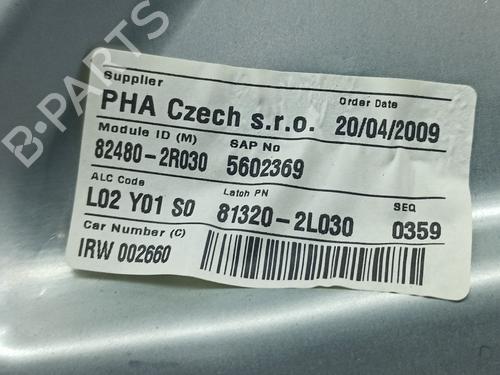 Supplier
Order Date
PHA Czech s.r.o. 20/04/2009
Module ID (M) SAP No
82480-2R030 5602369
ALC Code Latch PN SEQ
L02 Y01 S0 81320-2L030 0359
Car Number (C)
IRW 002660
B-PARTS